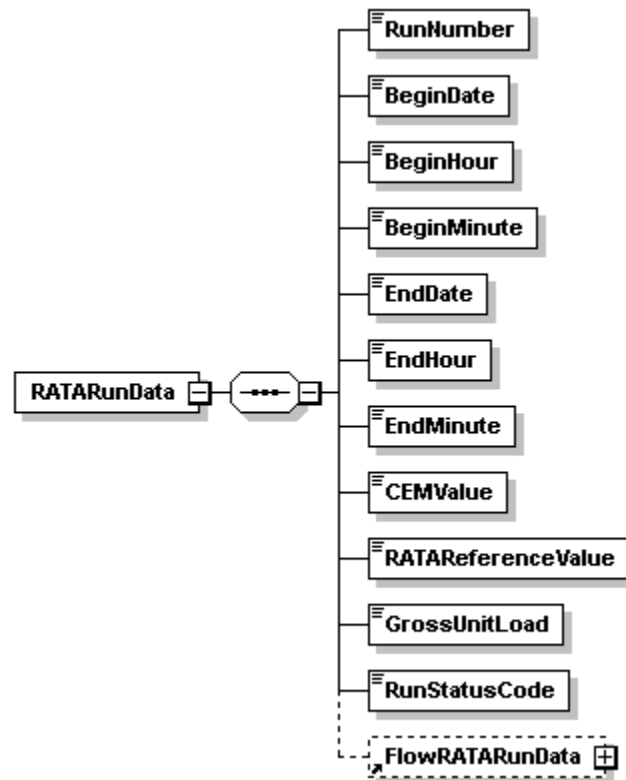 RunNumber
BeginDate
BeginHour
BeginMinute
EndDate
RATARunData
EndHour
EndMinute
CEMValue
RATAReferenceValue
GrossUnitLoad
RunStatusCode
FlowRATARunData